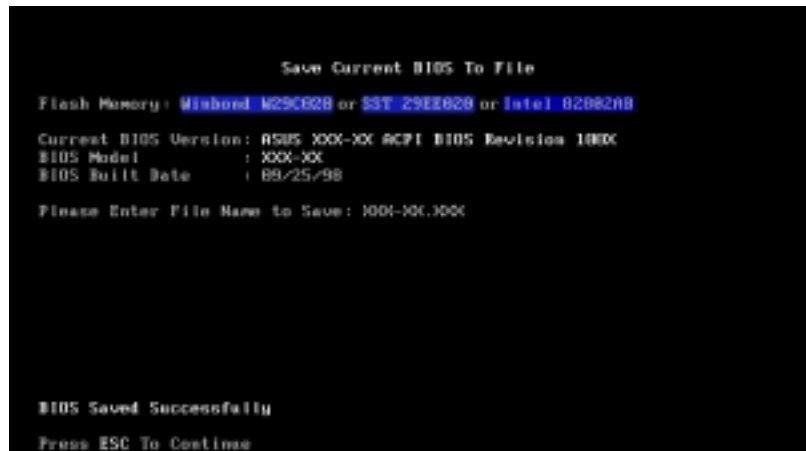 Save Current BIOS To File
Flash Memory: Winbond W29C020 or SST 29EE020 or Intel 82802AB
Current BIOS Version: ASUS XXX-XX ACPI BIOS Revision 100X
BIOS Model : XXX-XX
BIOS Built Date : 09/25/98
Please Enter File Name to Save: XXX-XX.XXX
BIOS Saved Successfully
Press ESC To Continue